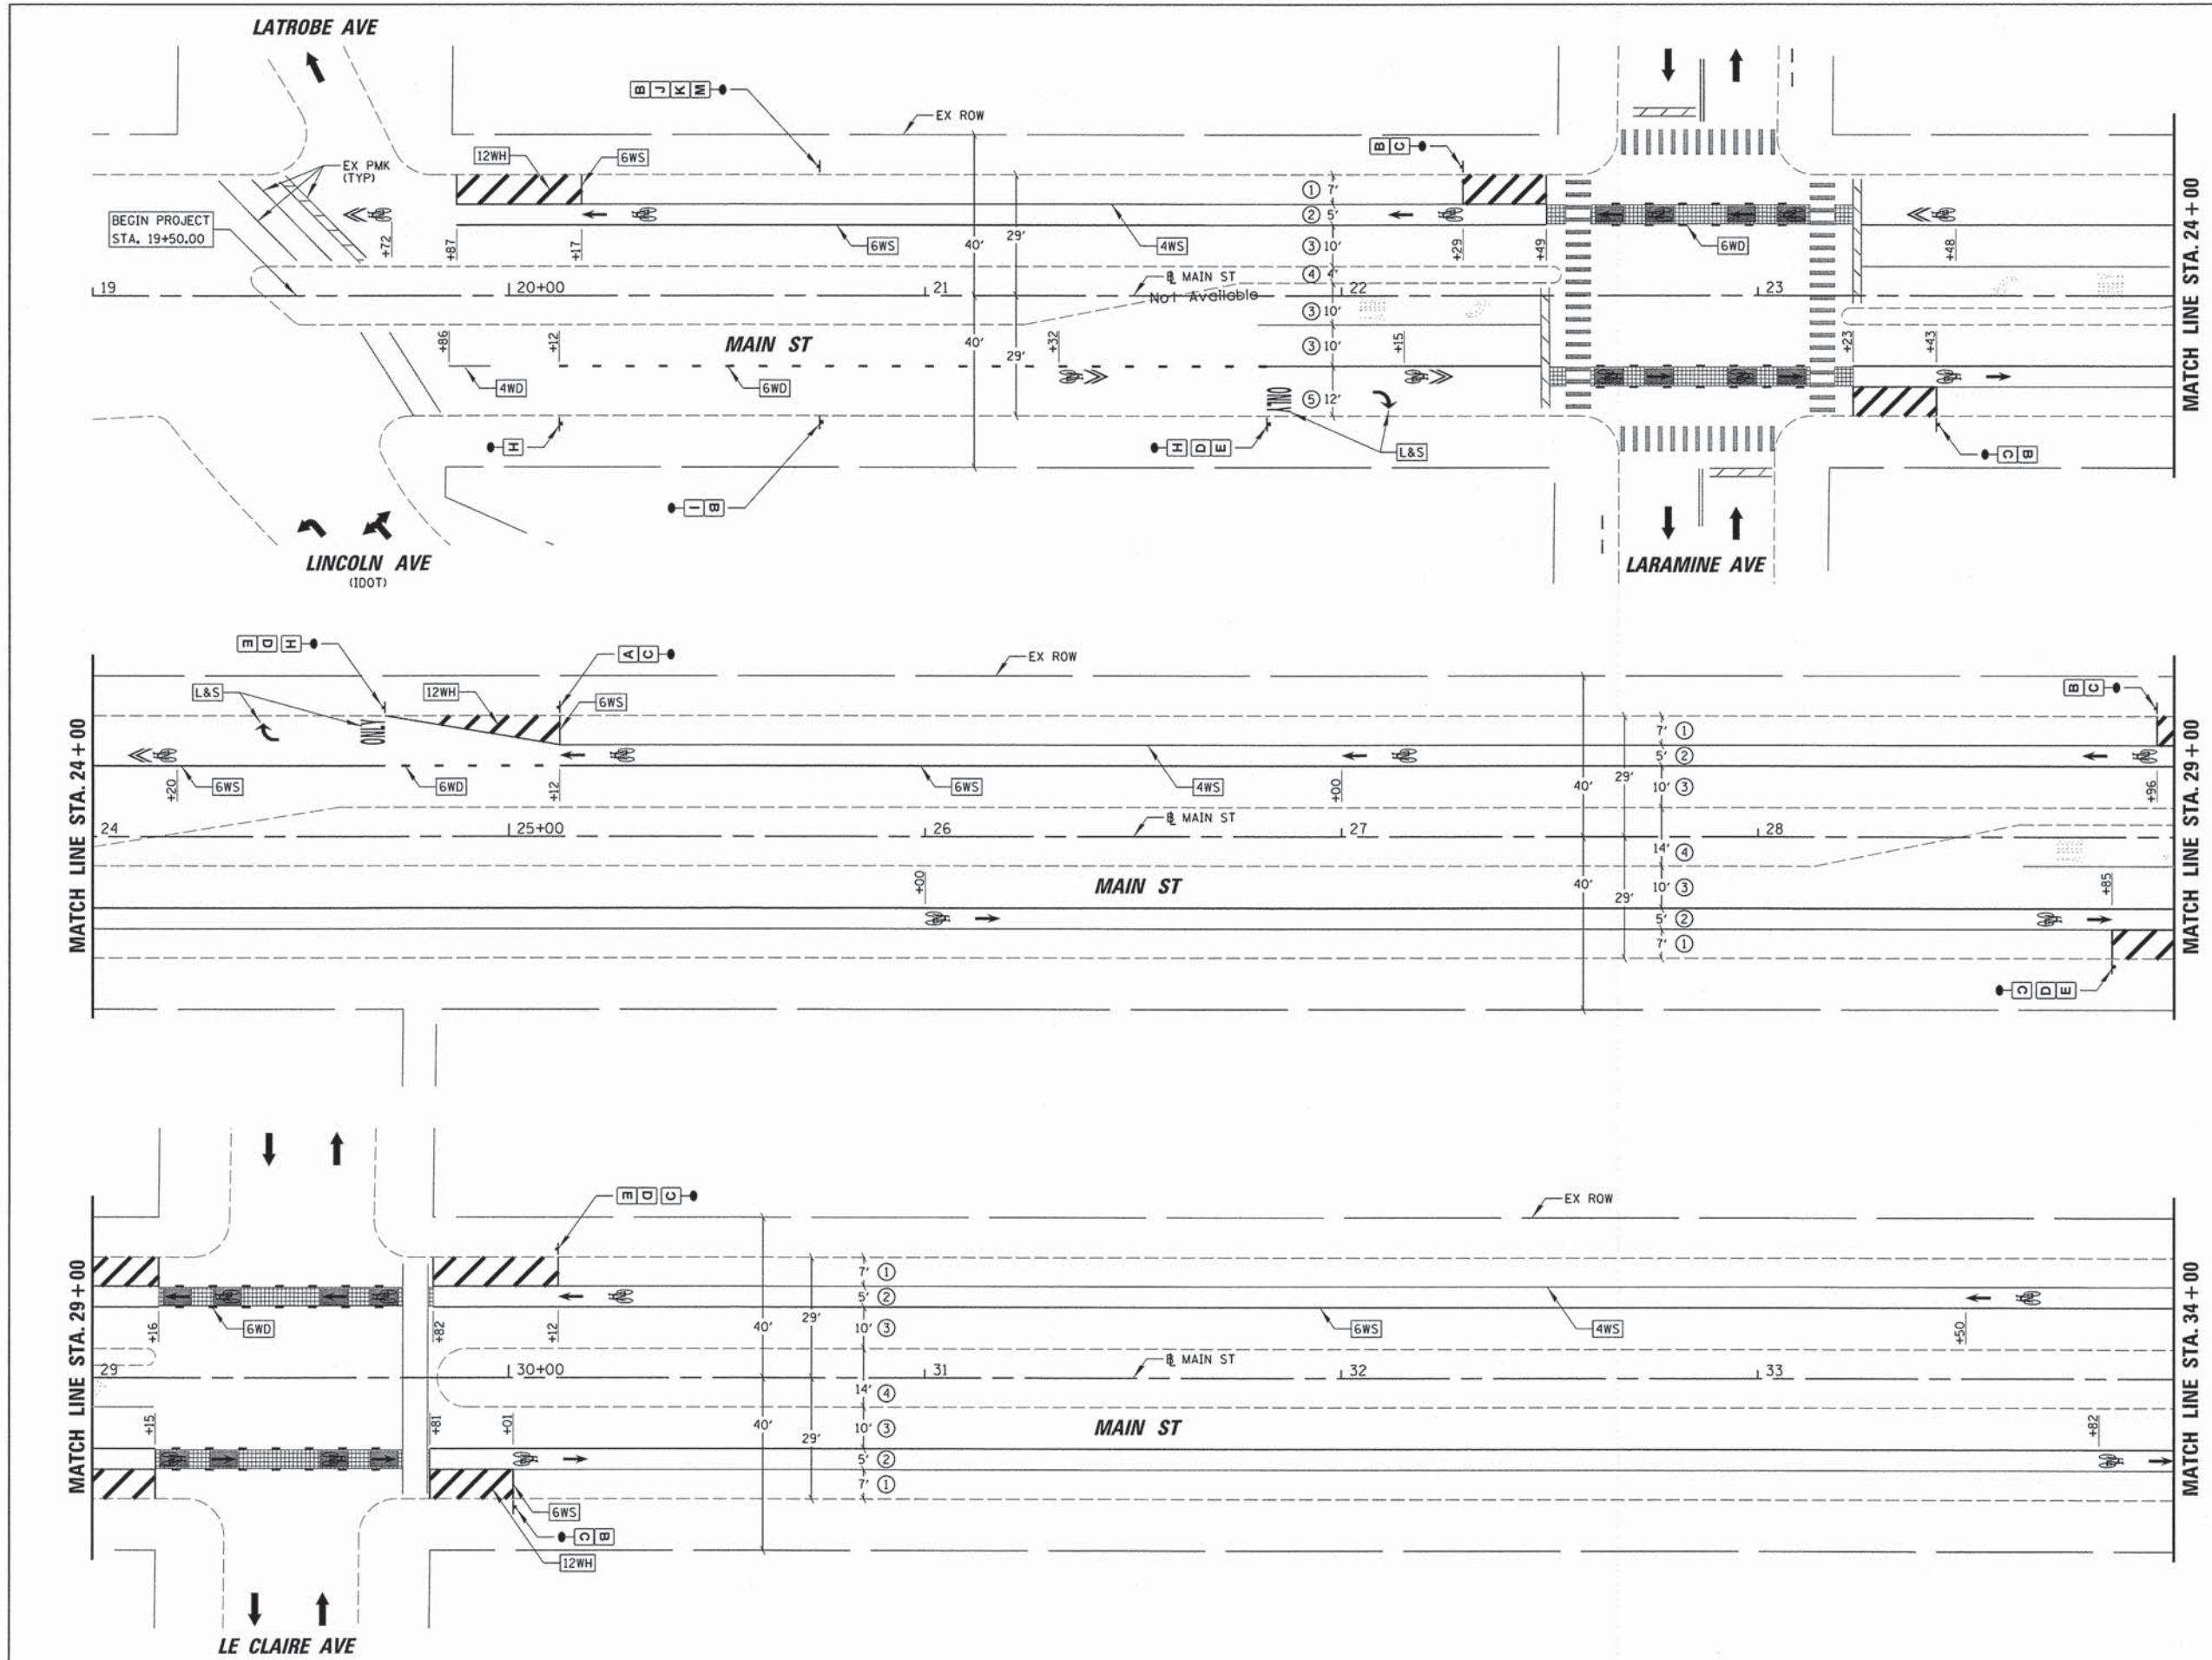 LATROBE AVE
B J K M
EX ROW
B C
12WH
6WS
EX PMK
(TYP)
BEGIN PROJECT
STA. 19+50.00
+72
+87
+17
6WS
4WS
40'
29'
① 7'
② 5'
③ 10'
④ 4'
+29
+49
6WD
+48
19
20+00
21
℄ MAIN ST
Not Available
22
23
MATCH LINE STA. 24+00
③ 10'
③ 10'
⑤ 12'
+86
+12
MAIN ST
4WD
6WD
40'
29'
+32
+15
ONLY
+23
+43
H
H D E
L&S
C B
I B
LINCOLN AVE
(IDOT)
LARAMINE AVE
E D H
A C
EX ROW
L&S
12WH
6WS
B C
ONLY
MATCH LINE STA. 24+00
+20
6WS
6WD
+12
6WS
4WS
+00
40'
29'
7' ①
5' ②
10' ③
+96
24
25+00
26
℄ MAIN ST
27
28
14' ④
MATCH LINE STA. 29+00
+00
MAIN ST
40'
29'
10' ③
5' ②
7' ①
+85
C D E
E D C
EX ROW
MATCH LINE STA. 29+00
+16
6WD
+82
+12
40'
29'
7' ①
5' ②
10' ③
6WS
4WS
+50
29
30+00
31
℄ MAIN ST
32
33
14' ④
MATCH LINE STA. 34+00
+15
+81
+01
40'
29'
10' ③
5' ②
7' ①
MAIN ST
+82
6WS
C B
12WH
LE CLAIRE AVE